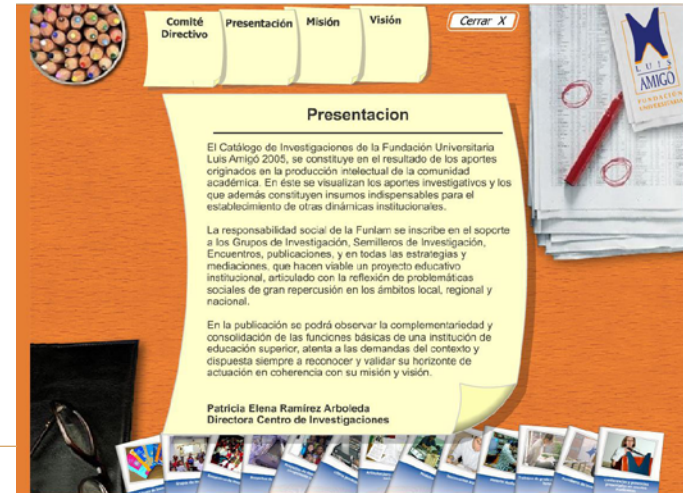 Comité
Directivo
Presentación
Misión
Visión
Cerrar X
LUIS
AMIGÓ
FUNDACIÓN
UNIVERSITARIA
Presentacion
El Catálogo de Investigaciones de la Fundación Universitaria
Luis Amigó 2005, se constituye en el resultado de los aportes
originados en la producción intelectual de la comunidad
académica. En éste se visualizan los aportes investigativos y los
que además constituyen insumos indispensables para el
establecimiento de otras dinámicas institucionales.
La responsabilidad social de la Funlam se inscribe en el soporte
a los Grupos de Investigación, Semilleros de Investigación,
Encuentros, publicaciones, y en todas las estrategias y
mediaciones, que hacen viable un proyecto educativo
institucional, articulado con la reflexión de problemáticas
sociales de gran repercusión en los ámbitos local, regional y
nacional.
En la publicación se podrá observar la complementariedad y
consolidación de las funciones básicas de una institución de
educación superior, atenta a las demandas del contexto y
dispuesta siempre a reconocer y validar su horizonte de
actuación en coherencia con su misión y visión.
Patricia Elena Ramírez Arboleda
Directora Centro de Investigaciones